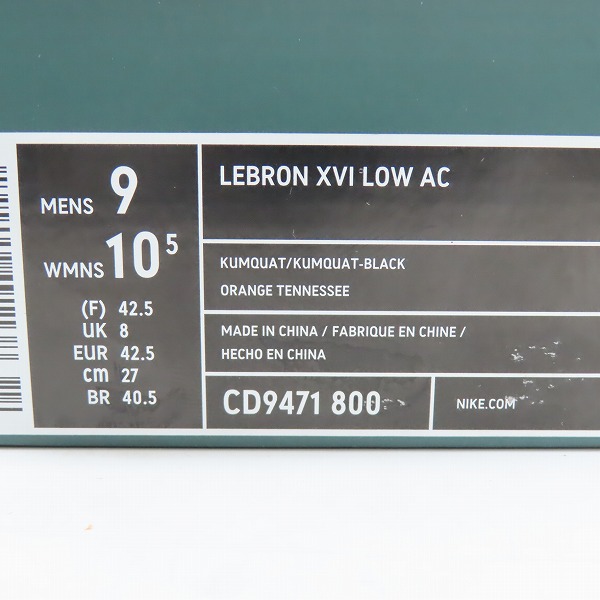 MENS 9
WMNS 10 5
(F) 42.5
UK 8
EUR 42.5
cm 27
BR 40.5
LEBRON XVI LOW AC
KUMQUAT/KUMQUAT-BLACK
ORANGE TENNESSEE
MADE IN CHINA / FABRIQUE EN CHINE /
HECHO EN CHINA
CD9471 800
NIKE.COM